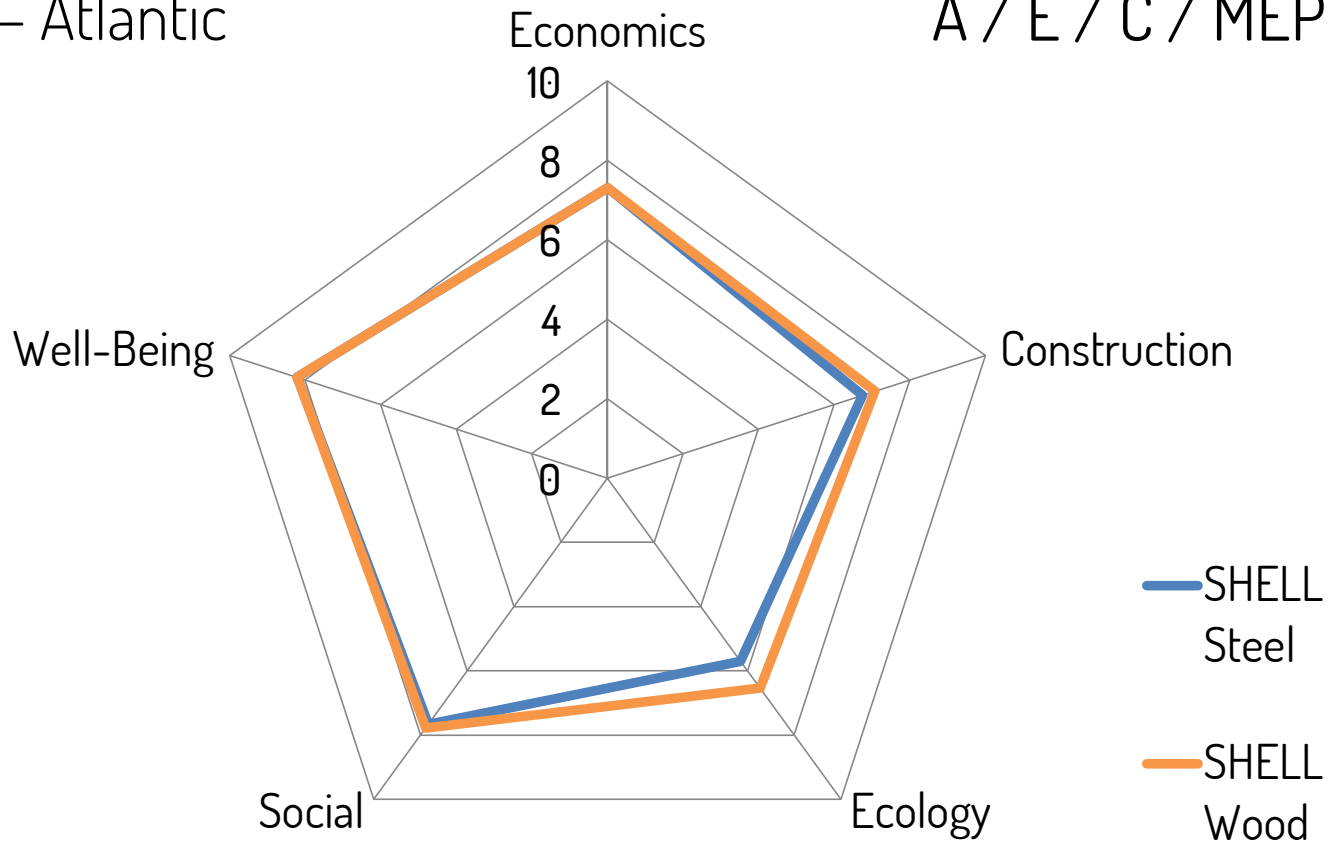 – Atlantic
A / E / C / MEP
Economics
10
8
6
4
2
0
Well-Being
Construction
Social
Ecology
SHELL
Steel
SHELL
Wood